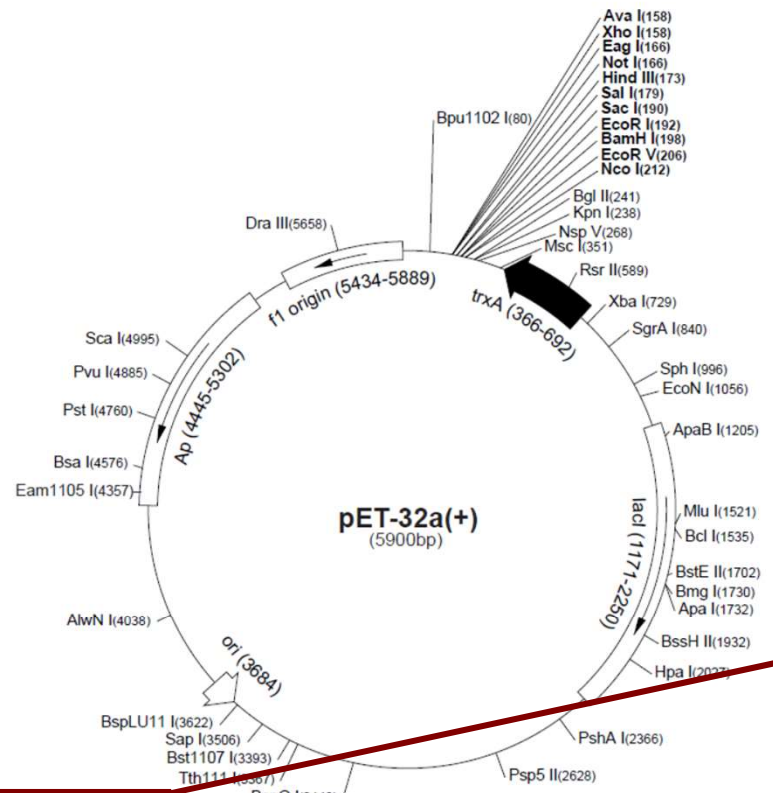 Ava I(158)
Xho I(158)
Eag I(166)
Not I(166)
Hind III(173)
Sal I(179)
Sac I(190)
EcoR I(192)
BamH I(198)
EcoR V(206)
Nco I(212)
Bpu1102 I(80)
Bgl II(241)
Kpn I(238)
Nsp V(268)
Msc I(351)
Rsr II(589)
Xba I(729)
SgrA I(840)
Sph I(996)
EcoN I(1056)
ApaB I(1205)
Mlu I(1521)
Bcl I(1535)
BstE II(1702)
Bmg I(1730)
Apa I(1732)
BssH II(1932)
Hpa I(2027)
PshA I(2366)
Psp5 II(2628)
Tth111 I(3367)
Bst1107 I(3393)
Sap I(3506)
BspLU11 I(3622)
AlwN I(4038)
Eam1105 I(4357)
Bsa I(4576)
Pst I(4760)
Pvu I(4885)
Sca I(4995)
Dra III(5658)
f1 origin (5434-5889)
trxA (366-692)
Ap (4445-5302)
lacI (1171-2250)
ori (3684)
pET-32a(+)
(5900bp)